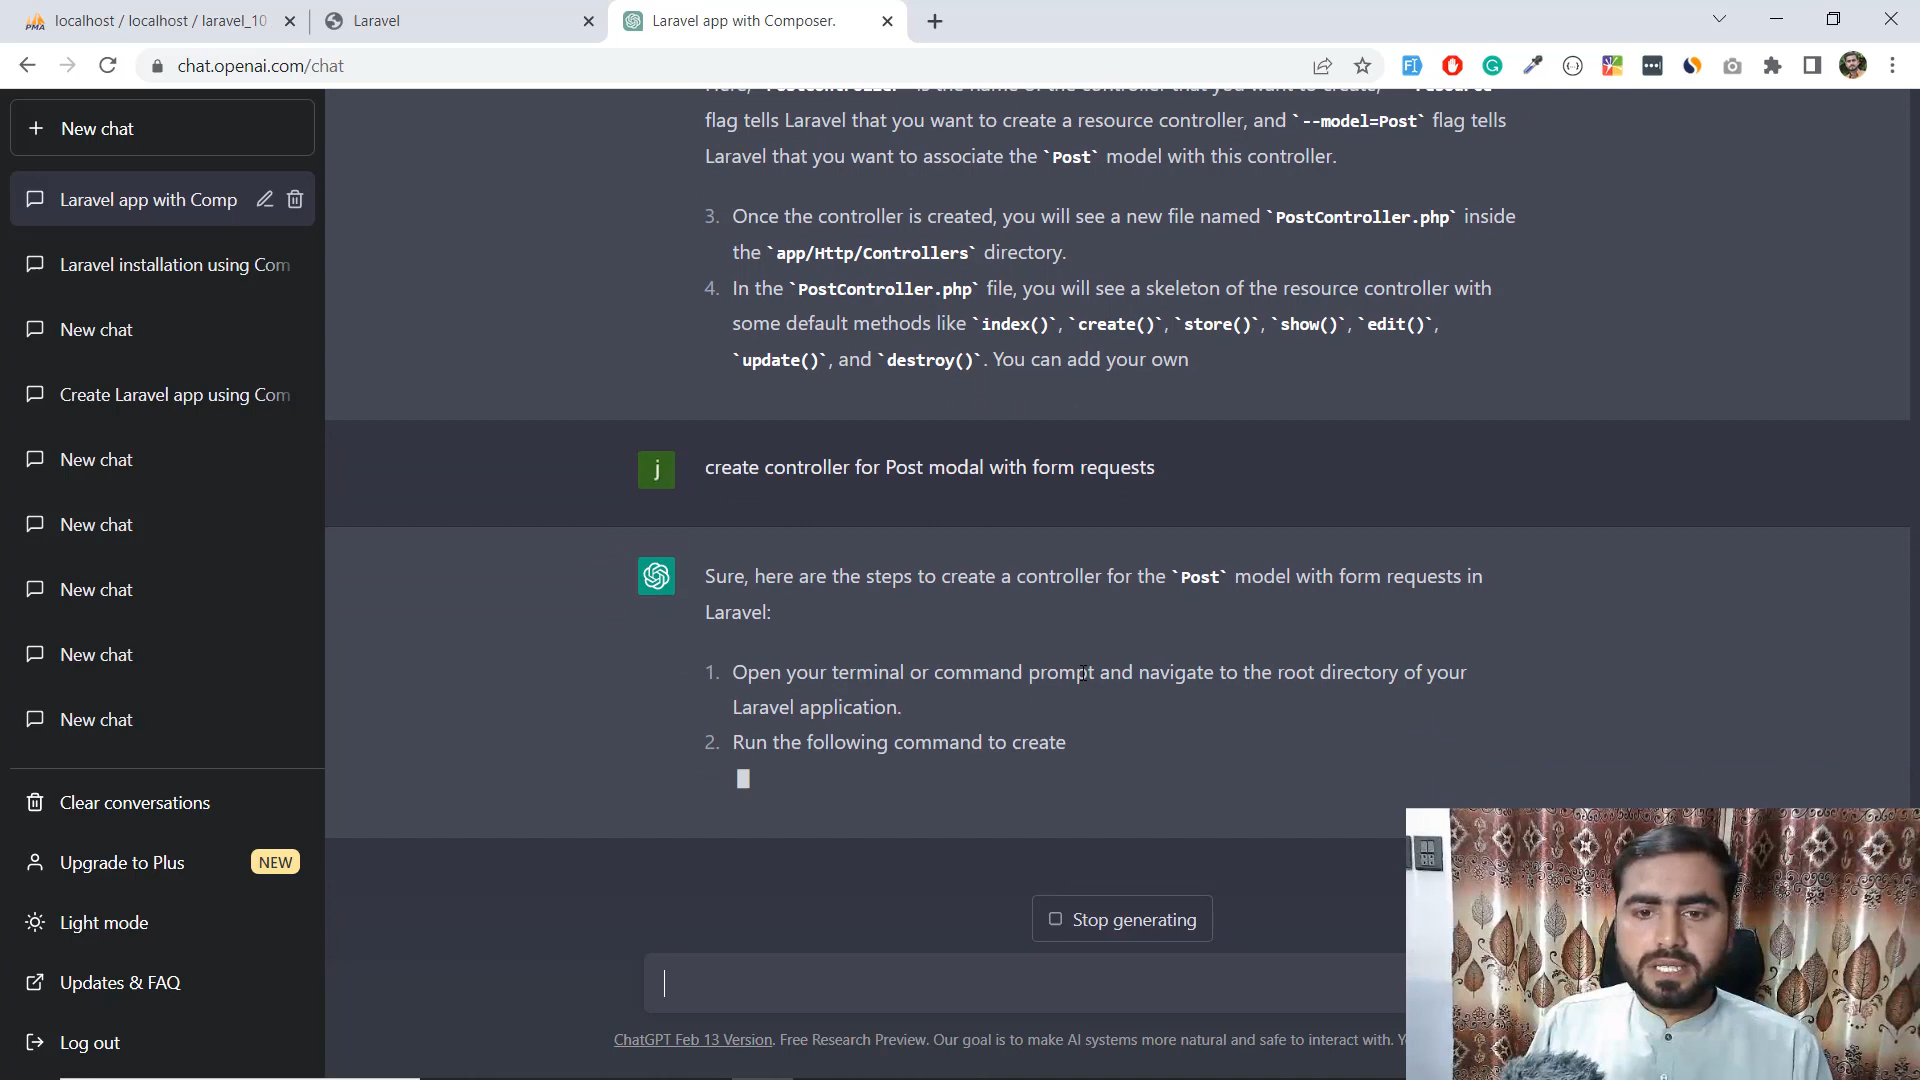 localhost / localhost / laravel_10
Laravel
Laravel app with Composer.
chat.openai.com/chat
New chat
Laravel app with Comp
Laravel installation using Com
New chat
Create Laravel app using Com
New chat
New chat
New chat
New chat
New chat
Clear conversations
Upgrade to Plus NEW
Light mode
Updates & FAQ
Log out
flag tells Laravel that you want to create a resource controller, and `--model=Post` flag tells
Laravel that you want to associate the `Post` model with this controller.
3. Once the controller is created, you will see a new file named `PostController.php` inside
the `app/Http/Controllers` directory.
4. In the `PostController.php` file, you will see a skeleton of the resource controller with
some default methods like `index()`, `create()`, `store()`, `show()`, `edit()`,
`update()`, and `destroy()`. You can add your own
j
create controller for Post modal with form requests
Sure, here are the steps to create a controller for the `Post` model with form requests in
Laravel:
1. Open your terminal or command prompt and navigate to the root directory of your
Laravel application.
2. Run the following command to create
Stop generating
ChatGPT Feb 13 Version. Free Research Preview. Our goal is to make AI systems more natural and safe to interact with.